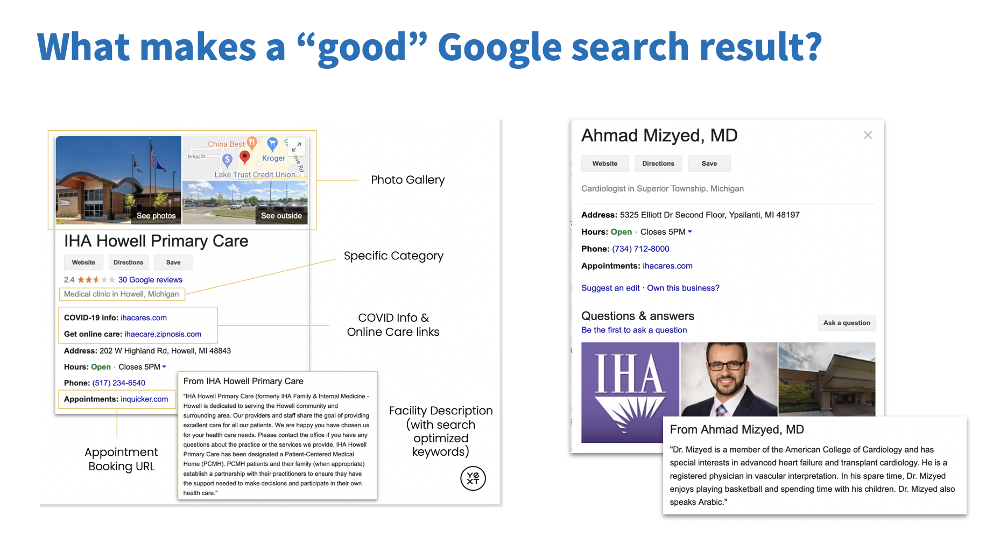 What makes a “good” Google search result?
China Best
Brigg St
Kroger
ove Rd
Lake Trust Credit Union
See photos
See outside
IHA Howell Primary Care
Website
Directions
Save
2.4
30 Google reviews
Medical clinic in Howell, Michigan
COVID-19 info: ihacares.com
Get online care: ihaecare.zipnosis.com
Address: 202 W Highland Rd, Howell, MI 48843
Hours: Open · Closes 5PM
Phone: (517) 234-6540
Appointments: inquicker.com
Photo Gallery
Specific Category
COVID Info &
Online Care links
Appointment
Booking URL
From IHA Howell Primary Care
"IHA Howell Primary Care (formerly IHA Family & Internal Medicine -
Howell is dedicated to serving the Howell community and
surrounding area. Our providers and staff share the goal of providing
excellent care for all our patients. We are happy you have chosen us
for your health care needs. Please contact the office if you have any
questions about the practice or the services we provide. IHA Howell
Primary Care has been designated a Patient-Centered Medical
Home (PCMH). PCMH patients and their family (when appropriate)
establish a partnership with their practitioners to ensure they have
the support needed to make decisions and participate in their own
health care."
Facility Description
(with search
optimized
keywords)
YEXT
Ahmad Mizyed, MD
Website
Directions
Save
Cardiologist in Superior Township, Michigan
Address: 5325 Elliott Dr Second Floor, Ypsilanti, MI 48197
Hours: Open · Closes 5PM
Phone: (734) 712-8000
Appointments: ihacares.com
Suggest an edit · Own this business?
Questions & answers
Be the first to ask a question
Ask a question
IHA
From Ahmad Mizyed, MD
"Dr. Mizyed is a member of the American College of Cardiology and has
special interests in advanced heart failure and transplant cardiology. He is a
registered physician in vascular interpretation. In his spare time, Dr. Mizyed
enjoys playing basketball and spending time with his children. Dr. Mizyed also
speaks Arabic."